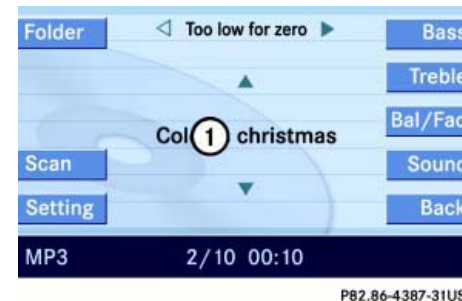 Folder
Too low for zero
Bass
Treble
Col 1 christmas
Bal/Fad
Scan
Sound
Setting
Back
MP3 2/10 00:10
P82.86-4387-31US